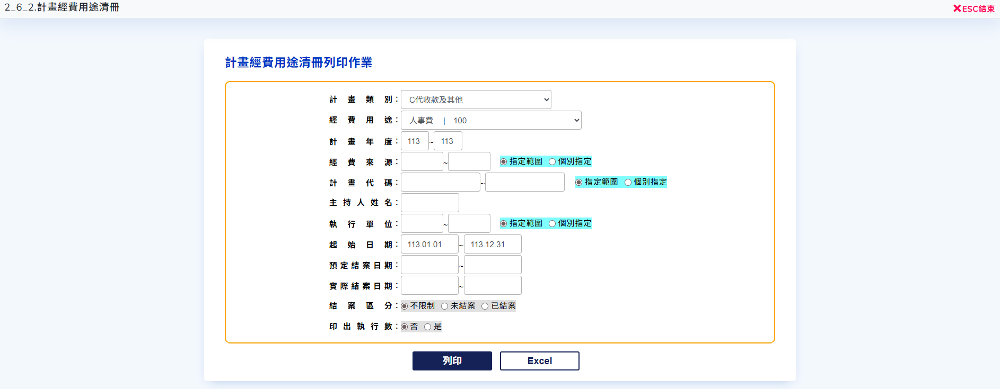 2_6_2.計畫經費用途清冊
ESC結束
計畫經費用途清冊列印作業
計畫類別： C代收款及其他
經費用途： 人事費 | 100
計畫年度： 113 ~ 113
經費來源： ~ 指定範圍 個別指定
計畫代碼： ~ 指定範圍 個別指定
主持人姓名：
執行單位： ~ 指定範圍 個別指定
起始日期： 113.01.01 ~ 113.12.31
預定結案日期： ~
實際結案日期： ~
結案區分： 不限制 未結案 已結案
印出執行數： 否 是
列印 Excel